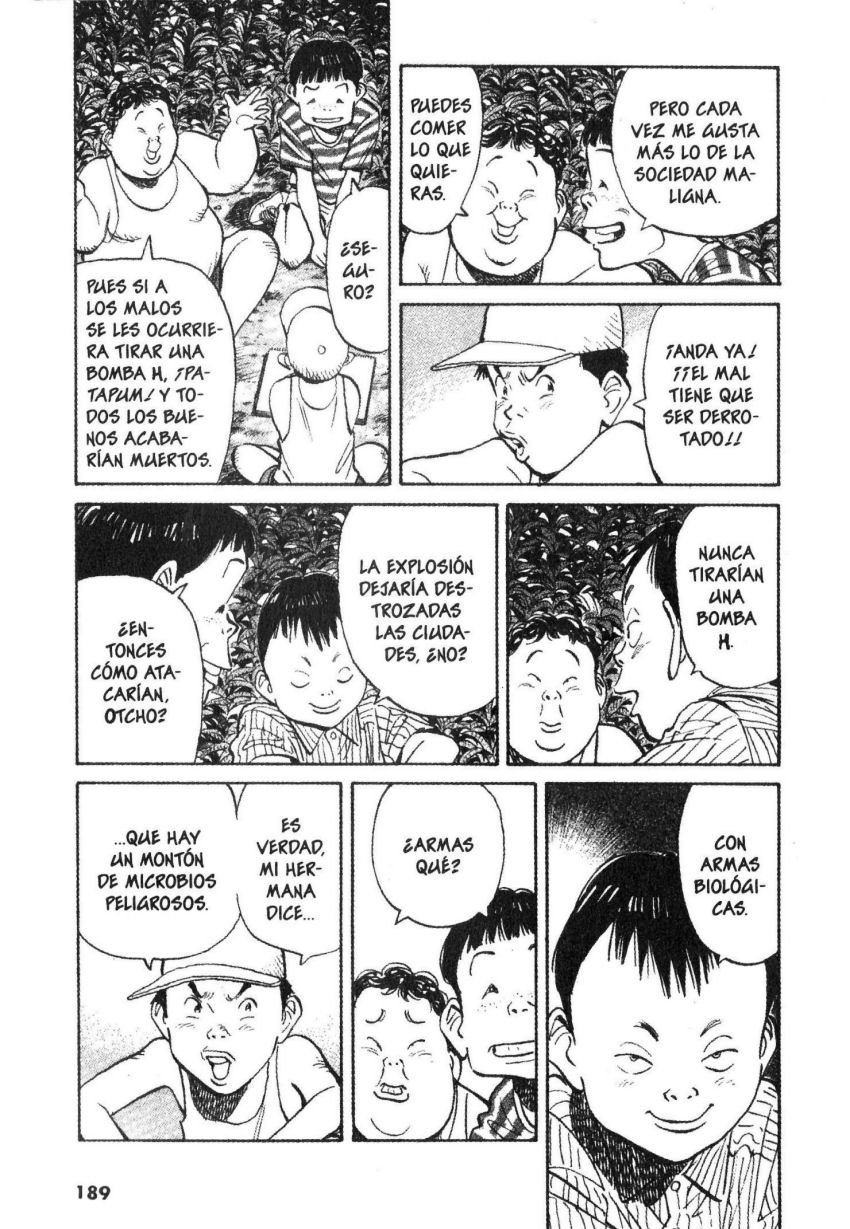 PERO CADA
VEZ ME GUSTA
MÁS LO DE LA
SOCIEDAD MA-
LIGNA.
PUEDES
COMER
LO QUE
QUIE-
RAS.
¡ANDA YA!
¡¡EL MAL
TIENE QUE
SER DERRO-
TADO!!
¿SE-
GU-
RO?
PUES SI A
LOS MALOS
SE LES OCURRIE-
RA TIRAR UNA
BOMBA H, ¡PA-
TAPUM! Y TO-
DOS LOS BUE-
NOS ACABA-
RÍAN MUERTOS.
NUNCA
TIRARÍAN
UNA
BOMBA
H.
LA EXPLOSIÓN
DEJARÍA DES-
TROZADAS
LAS CIUDA-
DES, ¿NO?
¿EN-
TONCES
CÓMO ATA-
CARÍAN,
OTCHO?
CON
ARMAS
BIOLÓGI-
CAS.
¿ARMAS
QUÉ?
ES
VERDAD,
MI HER-
MANA
DICE...
...QUE HAY
UN MONTÓN
DE MICROBIOS
PELIGROSOS.
189